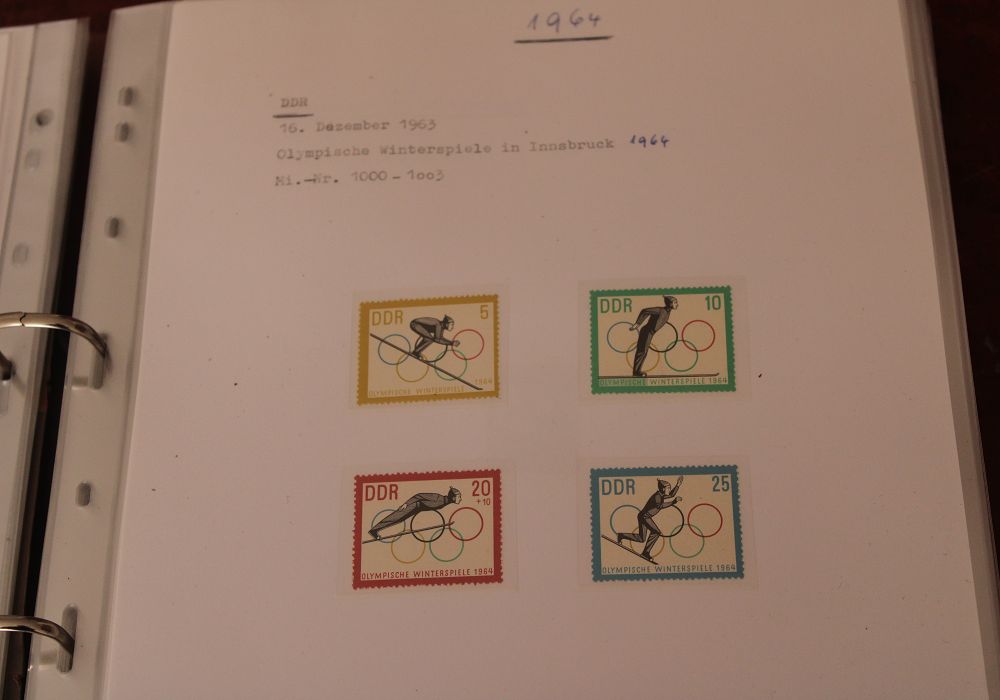 1964
DDR
16. Dezember 1963
Olympische Winterspiele in Innsbruck 1964
Mi.-Nr. 1000 - 1oo3
DDR 5
1964
OLYMPISCHE WINTERSPIELE
DDR 10
OLYMPISCHE WINTERSPIELE 1964
DDR 20
+10
OLYMPISCHE WINTERSPIELE 1964
DDR 25
OLYMPISCHE WINTERSPIELE 1964